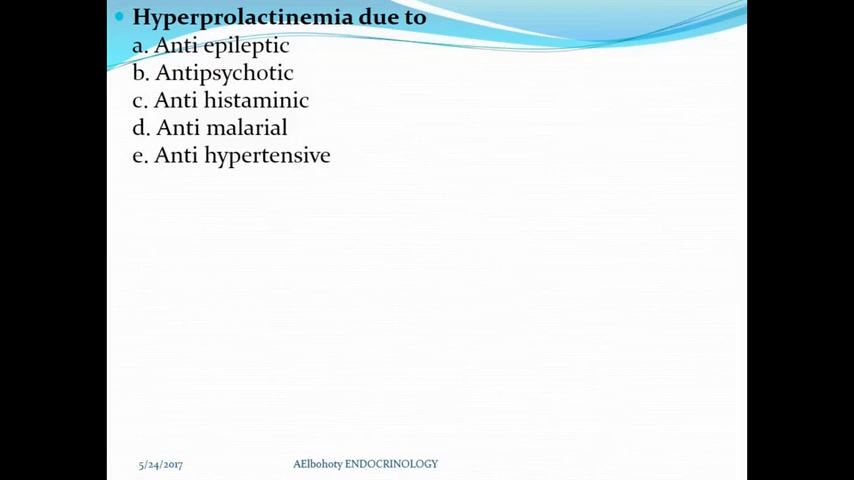 Hyperprolactinemia due to
a. Anti epileptic
b. Antipsychotic
c. Anti histaminic
d. Anti malarial
e. Anti hypertensive
5/24/2017 AElbohoty ENDOCRINOLOGY